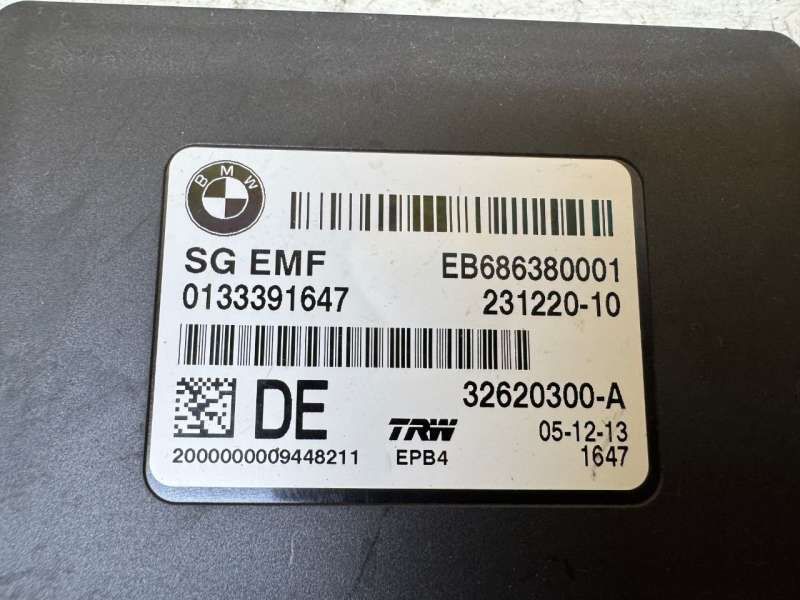 BMW
SG EMF EB686380001
0133391647 231220-10
DE 32620300-A
TRW 05-12-13
2000000009448211 EPB4 1647